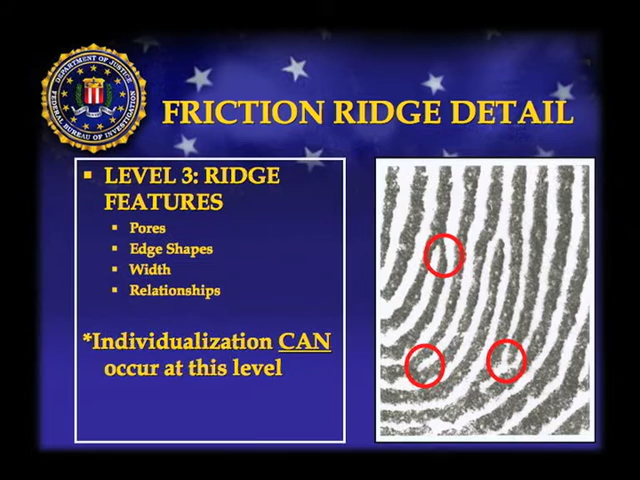 DEPARTMENT OF JUSTICE
FEDERAL BUREAU OF INVESTIGATION
FRICTION RIDGE DETAIL
▪ LEVEL 3: RIDGE
FEATURES
▪ Pores
▪ Edge Shapes
▪ Width
▪ Relationships
*Individualization CAN
occur at this level